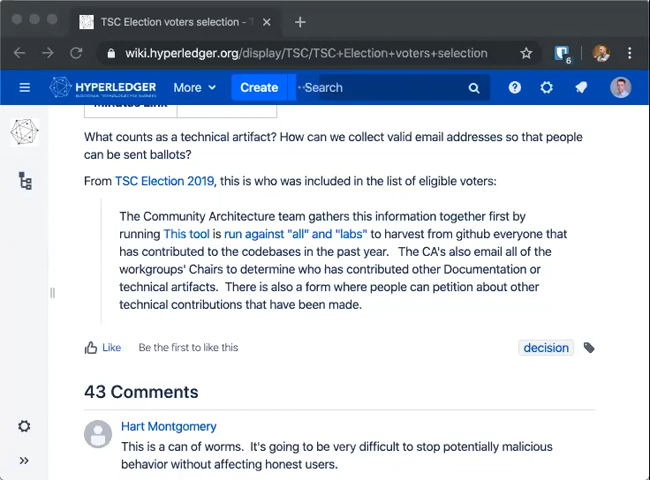 TSC Election voters selection - T
wiki.hyperledger.org/display/TSC/TSC+Election+voters+selection
6
HYPERLEDGER
More
Create
Search
Minutes Link
What counts as a technical artifact? How can we collect valid email addresses so that people
can be sent ballots?
From TSC Election 2019, this is who was included in the list of eligible voters:
The Community Architecture team gathers this information together first by
running This tool is run against "all" and "labs" to harvest from github everyone that
has contributed to the codebases in the past year. The CA's also email all of the
workgroups' Chairs to determine who has contributed other Documentation or
technical artifacts. There is also a form where people can petition about other
technical contributions that have been made.
Like Be the first to like this
decision
43 Comments
Hart Montgomery
This is a can of worms. It's going to be very difficult to stop potentially malicious
behavior without affecting honest users.